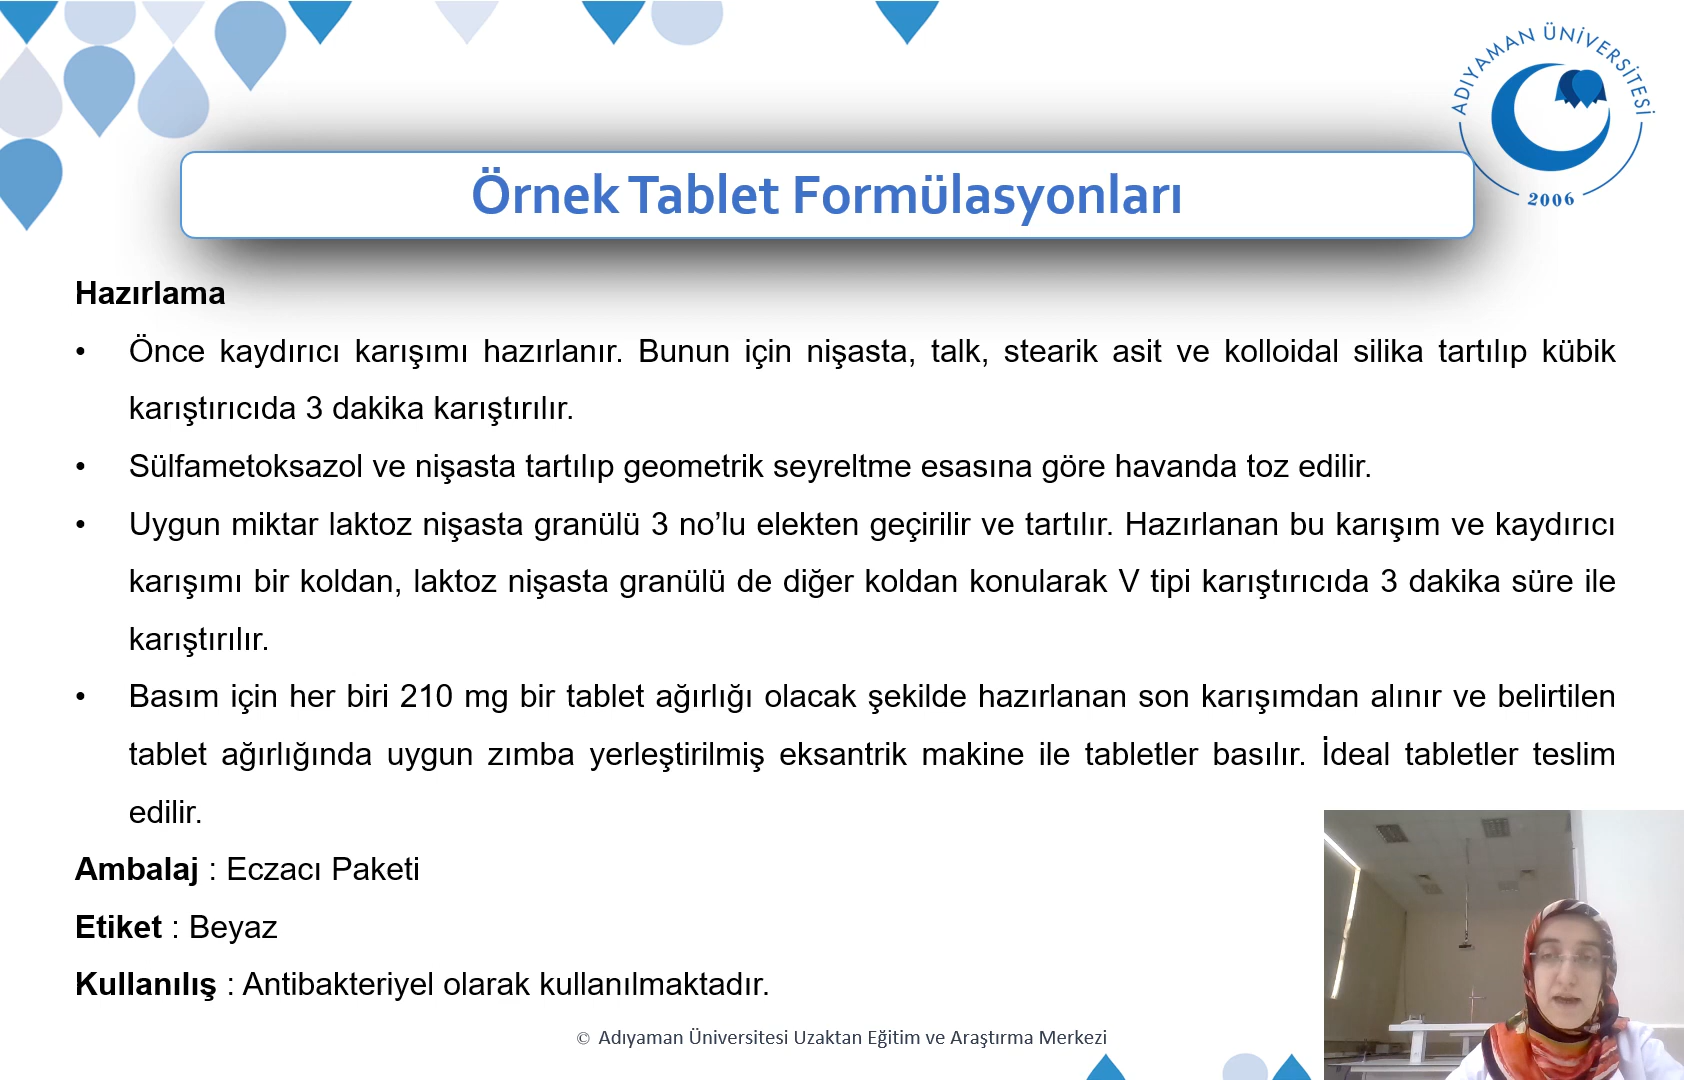 ADIYAMAN ÜNİVERSİTESİ
2006
Örnek Tablet Formülasyonları
Hazırlama
• Önce kaydırıcı karışımı hazırlanır. Bunun için nişasta, talk, stearik asit ve kolloidal silika tartılıp kübik
karıştırıcıda 3 dakika karıştırılır.
• Sülfametoksazol ve nişasta tartılıp geometrik seyreltme esasına göre havanda toz edilir.
• Uygun miktar laktoz nişasta granülü 3 no’lu elekten geçirilir ve tartılır. Hazırlanan bu karışım ve kaydırıcı
karışımı bir koldan, laktoz nişasta granülü de diğer koldan konularak V tipi karıştırıcıda 3 dakika süre ile
karıştırılır.
• Basım için her biri 210 mg bir tablet ağırlığı olacak şekilde hazırlanan son karışımdan alınır ve belirtilen
tablet ağırlığında uygun zımba yerleştirilmiş eksantrik makine ile tabletler basılır. İdeal tabletler teslim
edilir.
Ambalaj : Eczacı Paketi
Etiket : Beyaz
Kullanılış : Antibakteriyel olarak kullanılmaktadır.
© Adıyaman Üniversitesi Uzaktan Eğitim ve Araştırma Merkezi